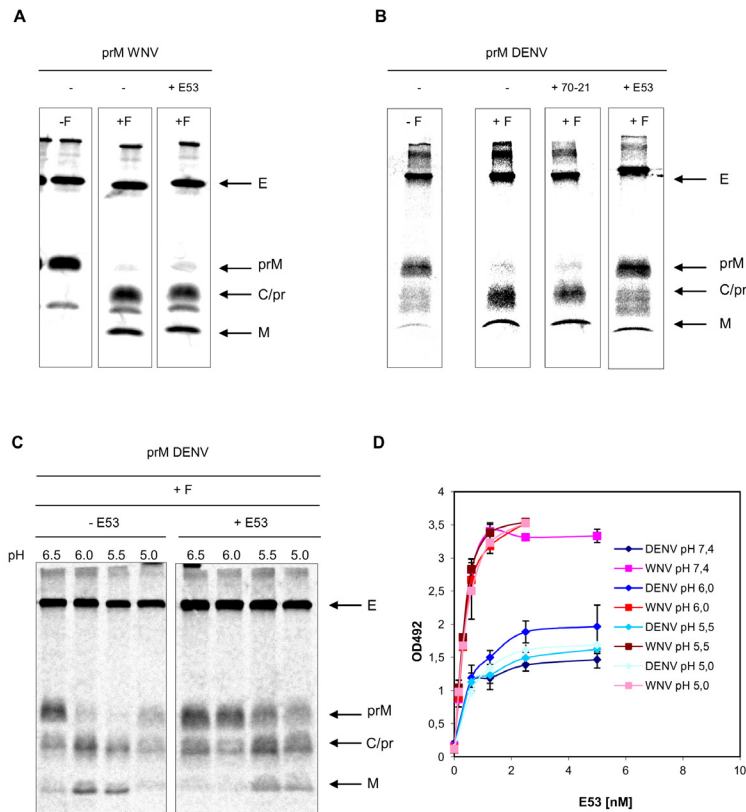 A
prM WNV
- - + E53
-F +F +F
E
prM
C/pr
M
B
prM DENV
- - + 70-21 + E53
- F + F + F + F
E
prM
C/pr
M
C
prM DENV
+ F
- E53 + E53
pH 6.5 6.0 5.5 5.0 6.5 6.0 5.5 5.0
E
prM
C/pr
M
D
4
3,5
3
2,5
2
1,5
1
0,5
0
OD492
0 2 4 6 8 10
E53 [nM]
DENV pH 7,4
WNV pH 7,4
DENV pH 6,0
WNV pH 6,0
DENV pH 5,5
WNV pH 5,5
DENV pH 5,0
WNV pH 5,0